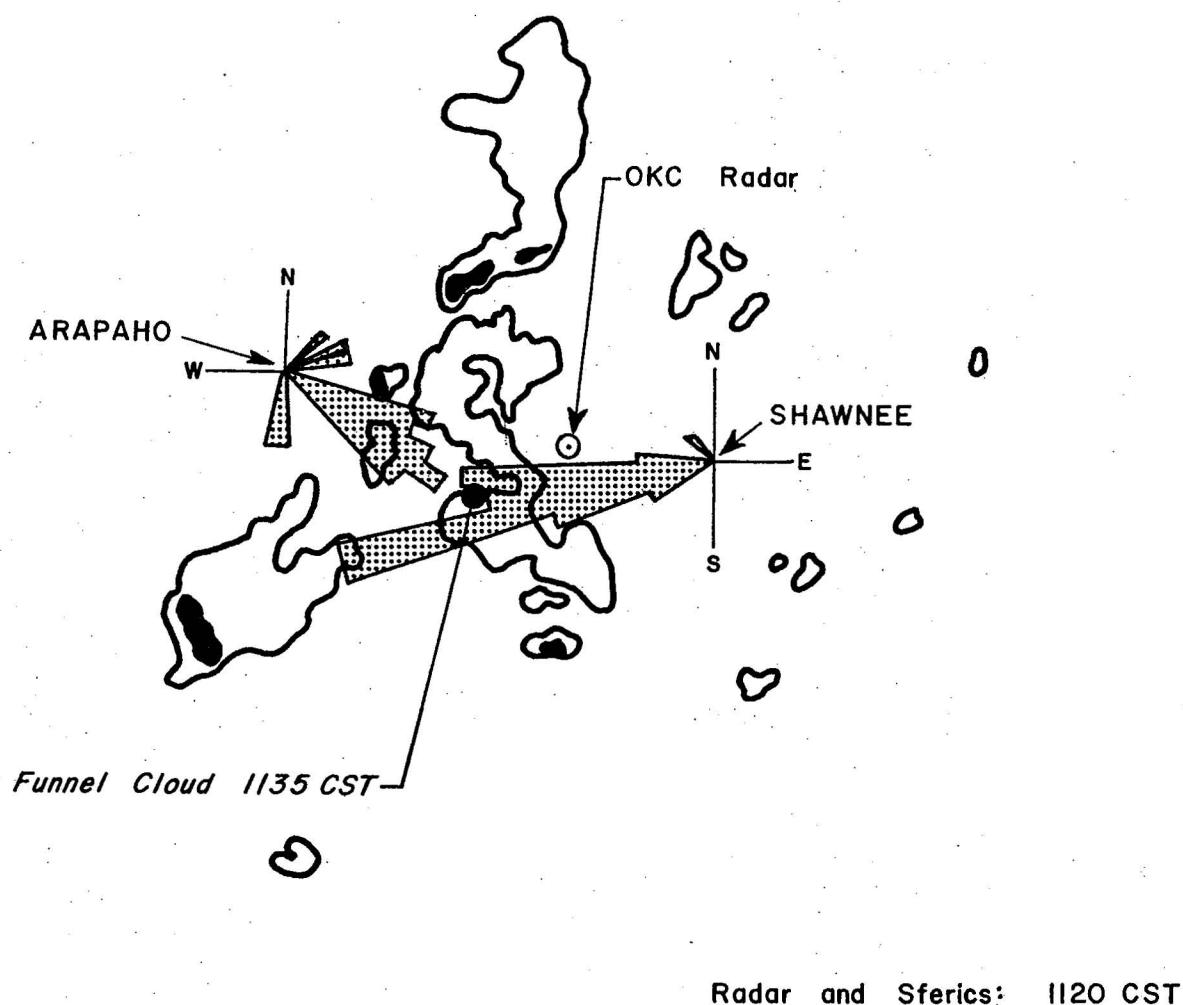 OKC Radar
N
ARAPAHO
W
N
SHAWNEE
E
S
Funnel Cloud 1135 CST
Radar and Sferics: 1120 CST